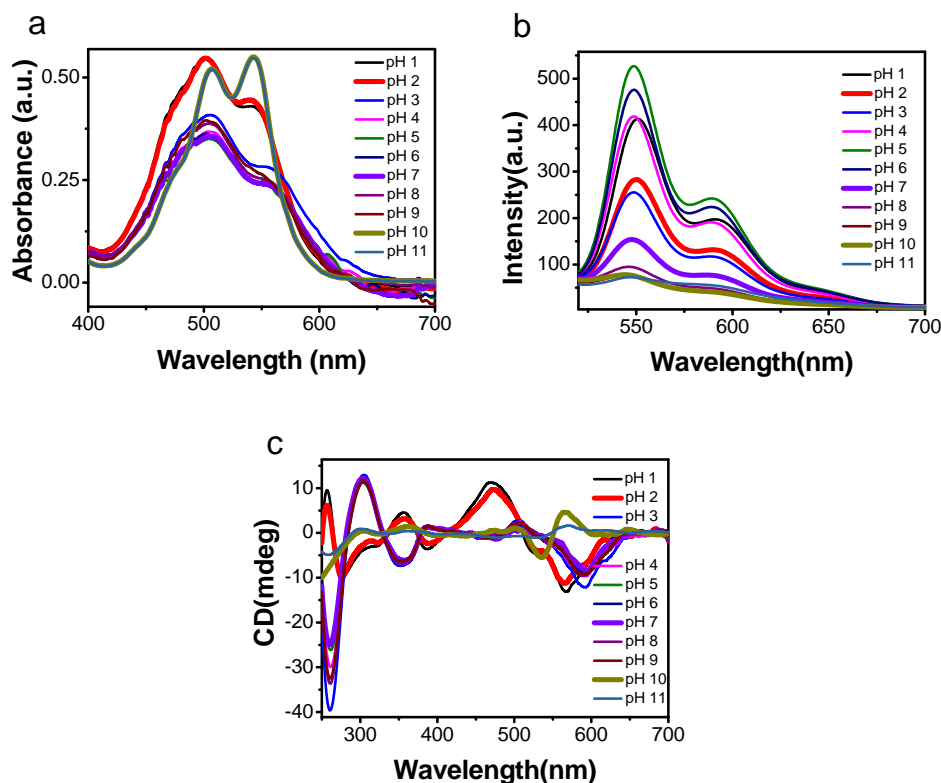 a
Absorbance (a.u.)
0.50
0.25
0.00
400
500
600
700
Wavelength (nm)
pH 1
pH 2
pH 3
pH 4
pH 5
pH 6
pH 7
pH 8
pH 9
pH 10
pH 11
b
Intensity(a.u.)
500
400
300
200
100
550
600
650
700
Wavelength(nm)
pH 1
pH 2
pH 3
pH 4
pH 5
pH 6
pH 7
pH 8
pH 9
pH 10
pH 11
c
CD(mdeg)
10
0
-10
-20
-30
-40
300
400
500
600
700
Wavelength(nm)
pH 1
pH 2
pH 3
pH 4
pH 5
pH 6
pH 7
pH 8
pH 9
pH 10
pH 11